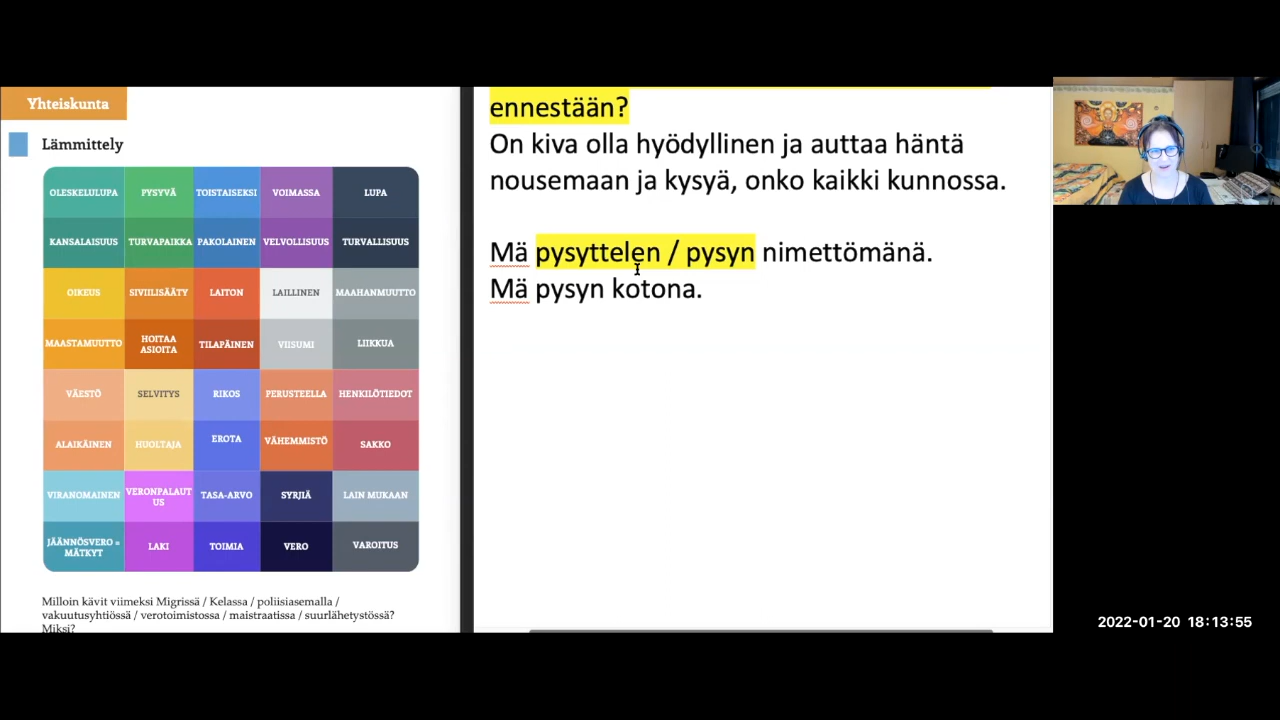 Yhteiskunta
Lämmittely
OLESKELULUPA PYSYVÄ TOISTAISEKSI VOIMASSA LUPA
KANSALAISUUS TURVAPAIKKA PAKOLAINEN VELVOLLISUUS TURVALLISUUS
OIKEUS SIVIILISÄÄTY LAITON LAILLINEN MAAHANMUUTTO
MAASTAMUUTTO HOITAA ASIOITA TILAPÄINEN VIISUMI LIIKKUA
VÄESTÖ SELVITYS RIKOS PERUSTEELLA HENKILÖTIEDOT
ALAIKÄINEN HUOLTAJA EROTA VÄHEMMISTÖ SAKKO
VIRANOMAINEN VERONPALAUTUS TASA-ARVO SYRJIÄ LAIN MUKAAN
JÄÄNNÖSVERO = MÄTKYT LAKI TOIMIA VERO VAROITUS
Milloin kävit viimeksi Migrissä / Kelassa / poliisiasemalla /
vakuutusyhtiössä / verotoimistossa / maistraatissa / suurlähetystössä?
Miksi?
ennestään?
On kiva olla hyödyllinen ja auttaa häntä
nousemaan ja kysyä, onko kaikki kunnossa.
Mä pysyttelen / pysyn nimettömänä.
Mä pysyn kotona.
2022-01-20 18:13:55